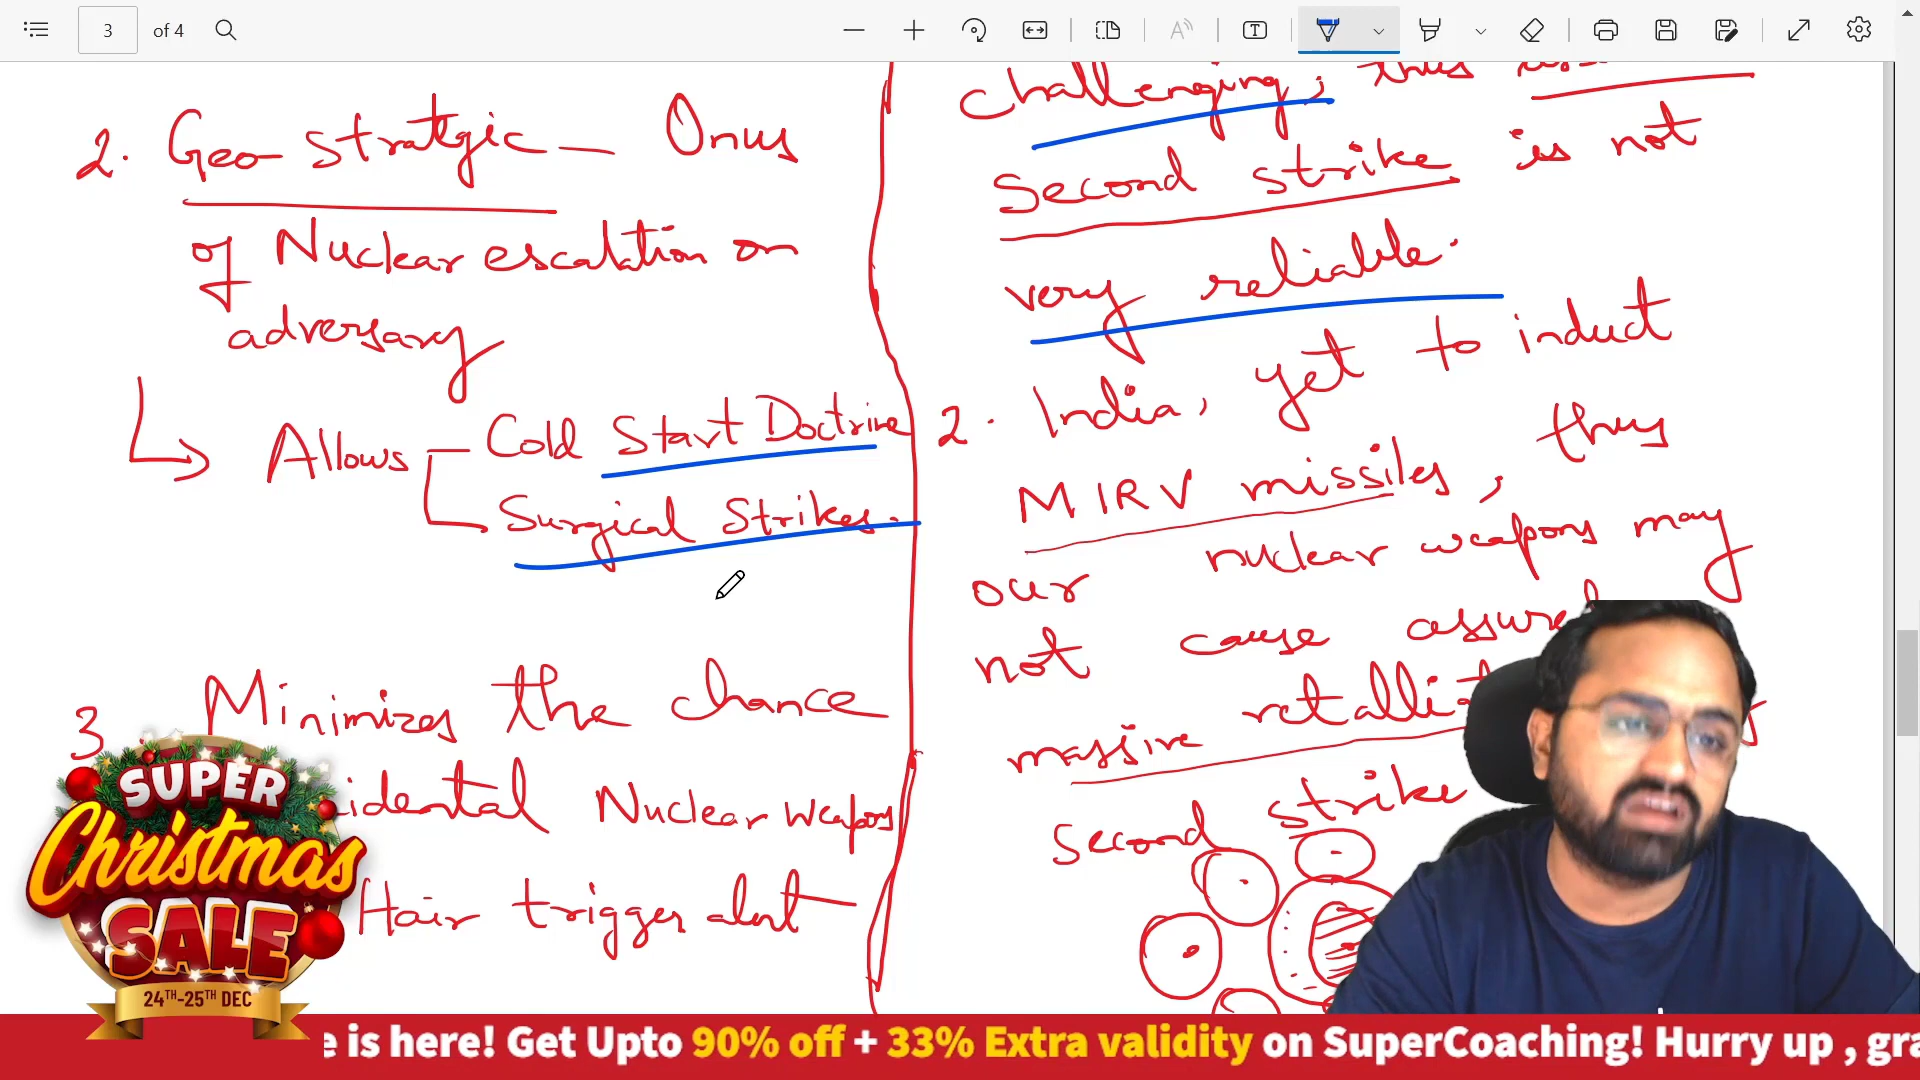 3 of 4
2. Geo-Strategic — Onus
of Nuclear escalation on
adversary
Allows Cold Start Doctrine
Surgical Strikes.
3 Minimizes the chance
idental Nuclear Weapons
Hair trigger alert
challenging, thus
Second strike is not
very reliable.
2. India, yet to induct
MIRV missiles, thus
our nuclear weapons may
not cause assure
massive retalli
Second strike
SUPER
Christmas
SALE
24TH-25TH DEC
e is here! Get Upto 90% off + 33% Extra validity on SuperCoaching! Hurry up , gra